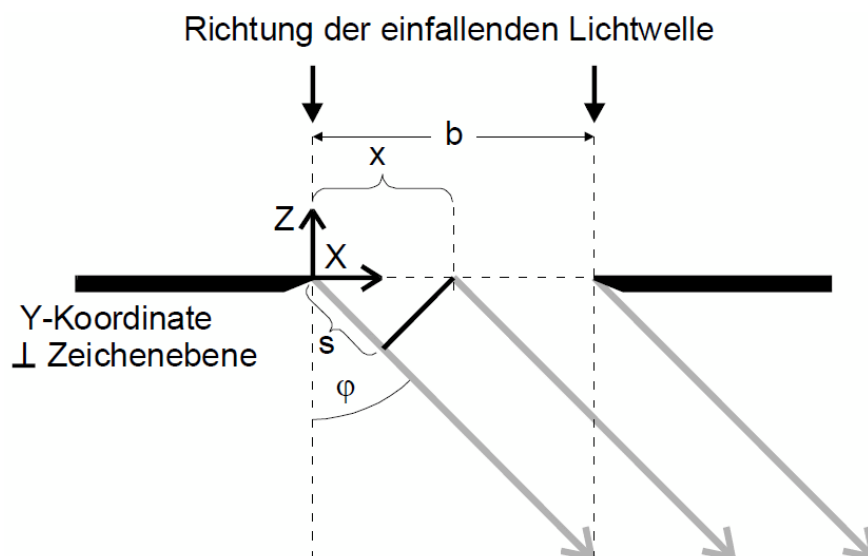 Richtung der einfallenden Lichtwelle
b
x
Z
X
Y-Koordinate
⊥ Zeichenebene
s
φ